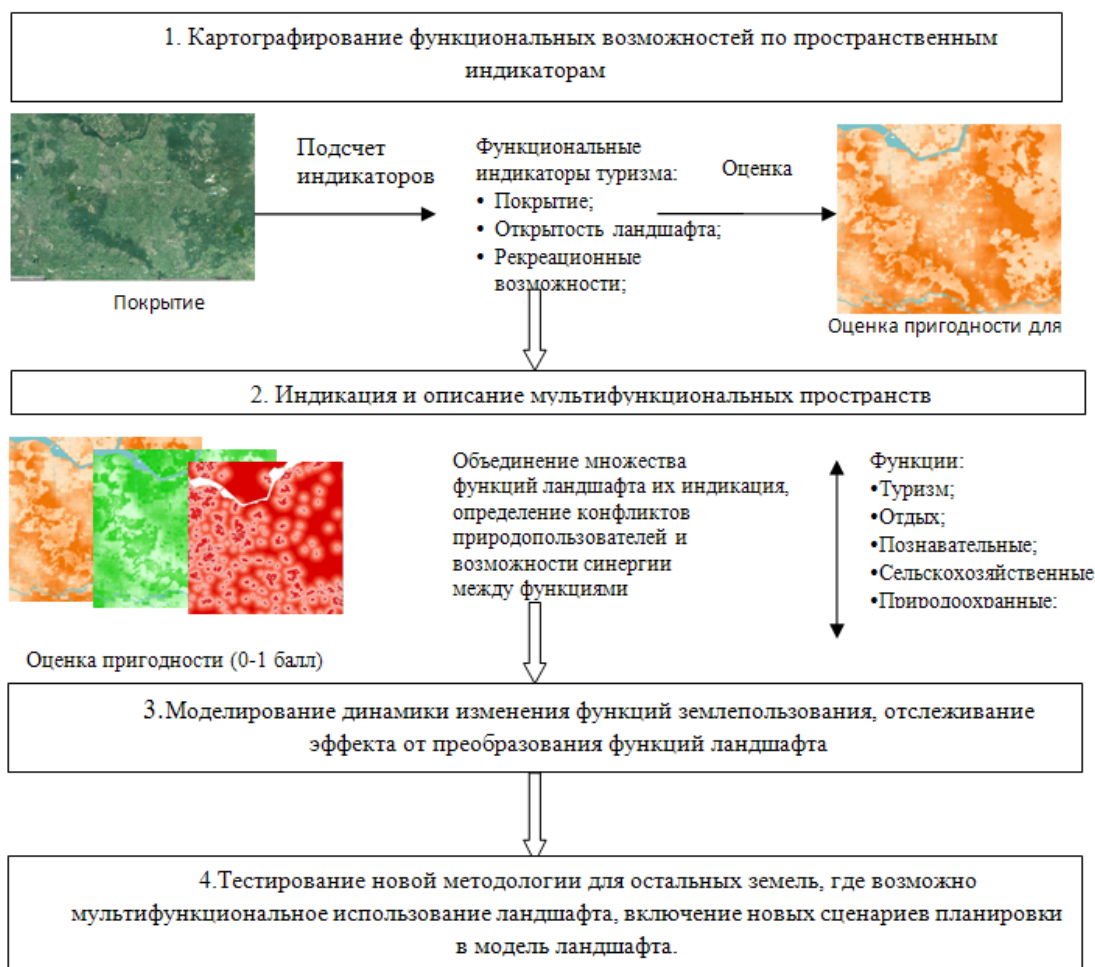 1. Картографирование функциональных возможностей по пространственным
индикаторам
Подсчет
индикаторов
Функциональные
индикаторы туризма:
• Покрытие;
• Открытость ландшафта;
• Рекреационные
возможности;
Оценка
Покрытие
Оценка пригодности для
2. Индикация и описание мультифункциональных пространств
Объединение множества
функций ландшафта их индикация,
определение конфликтов
природопользователей и
возможности синергии
между функциями
Функции:
•Туризм;
•Отдых;
•Познавательные;
•Сельскохозяйственные
•Природоохранные;
Оценка пригодности (0-1 балл)
3.Моделирование динамики изменения функций землепользования, отслеживание
эффекта от преобразования функций ландшафта
4.Тестирование новой методологии для остальных земель, где возможно
мультифункциональное использование ландшафта, включение новых сценариев планировки
в модель ландшафта.